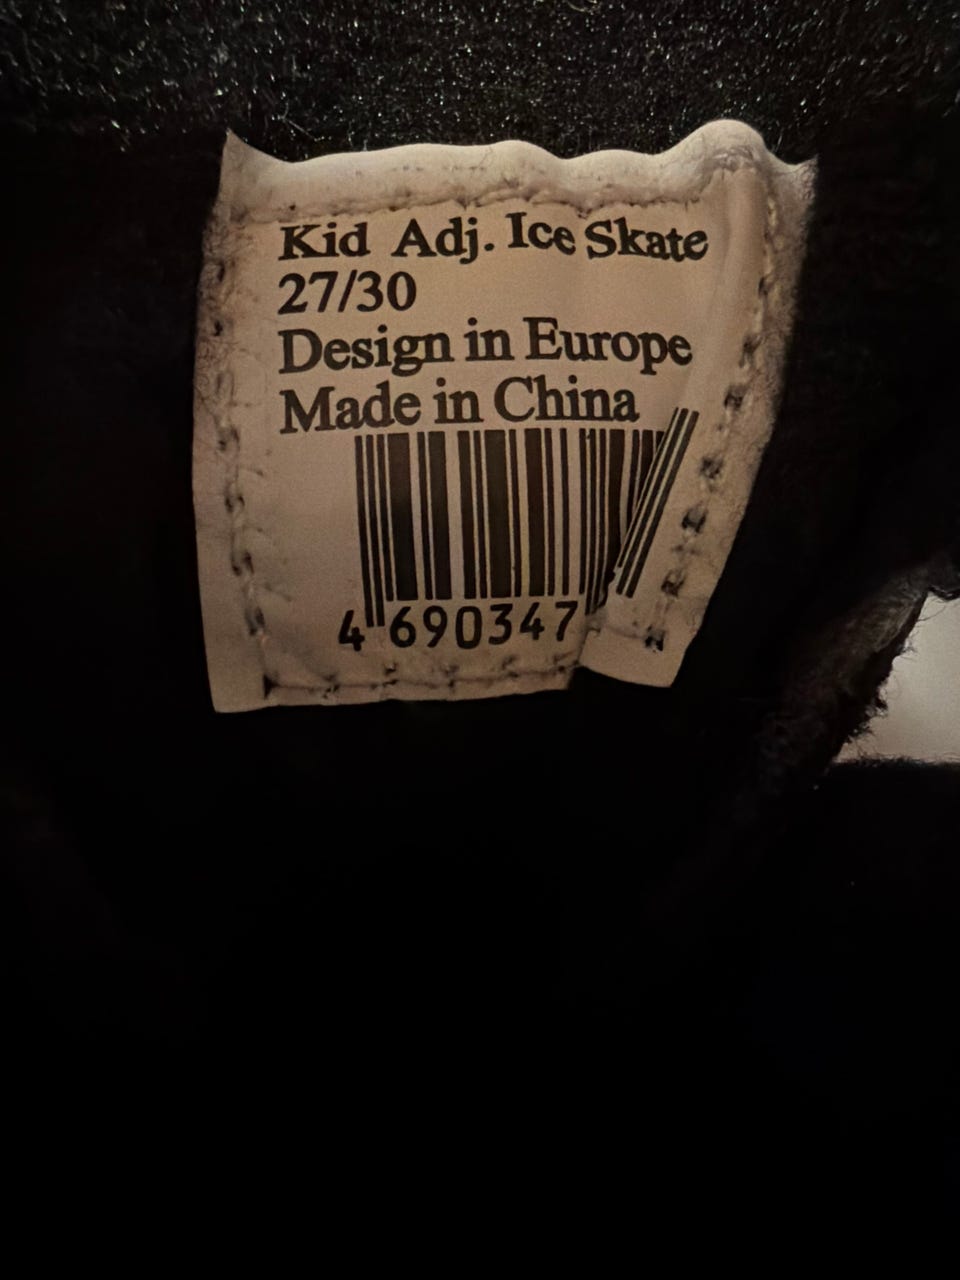 Kid Adj. Ice Skate
27/30
Design in Europe
Made in China
4 690347